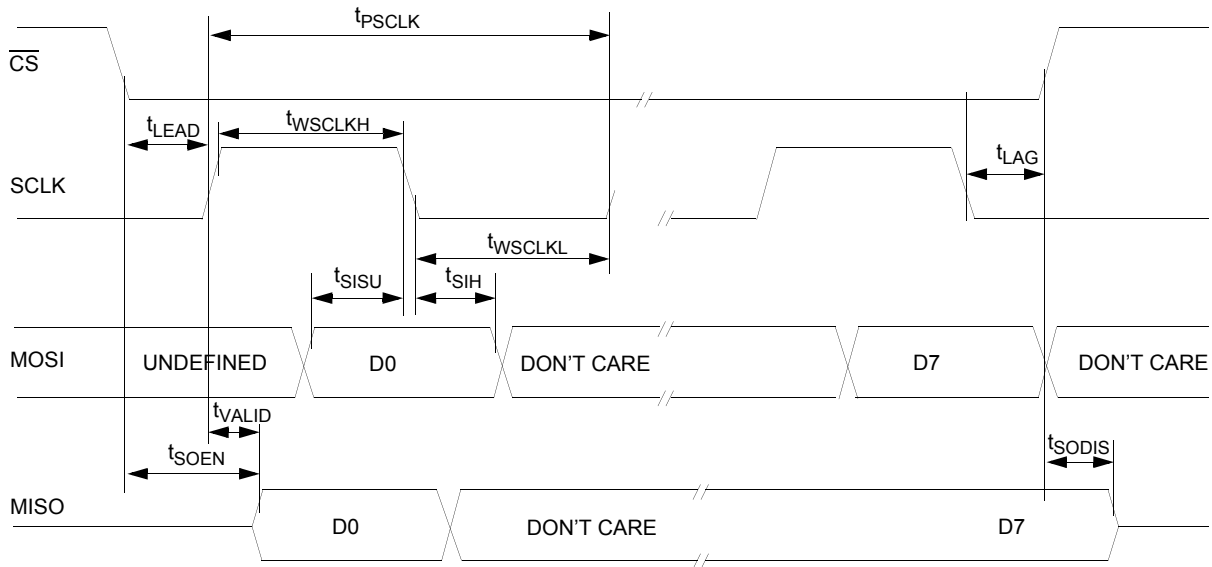 tPSCLK
CS
tLEAD
tWSCLKH
tLAG
SCLK
tWSCLKL
tSISU
tSIH
MOSI
UNDEFINED
D0
DON'T CARE
D7
DON'T CARE
tVALID
tSOEN
tSODIS
MISO
D0
DON'T CARE
D7